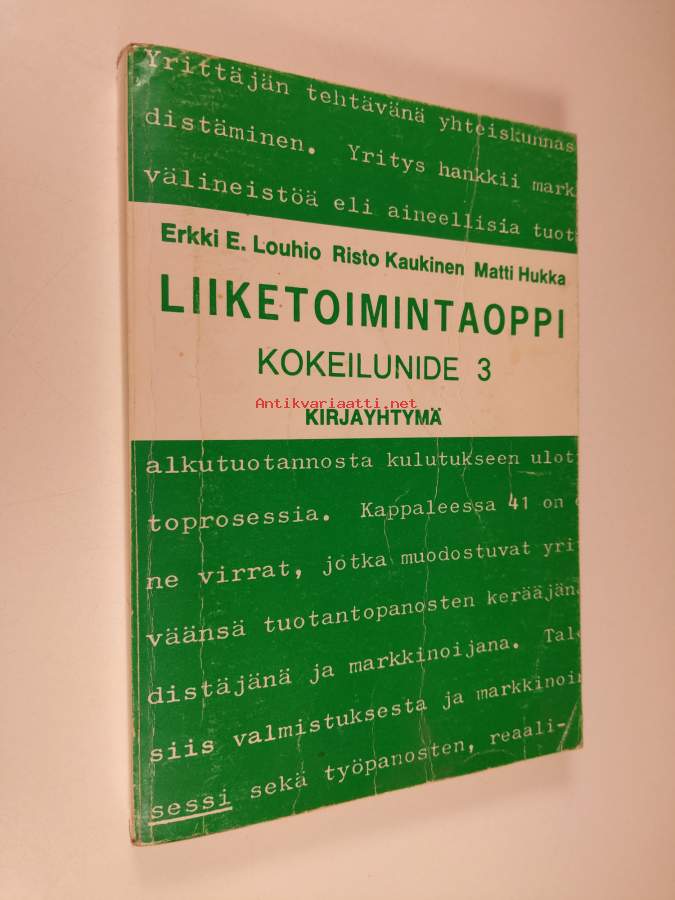 Yrittäjän tehtävänä yhteiskunnas
distäminen. Yritys hankkii mark
välineistöä eli aineellisia tuot
Erkki E. Louhio Risto Kaukinen Matti Hukka
LIIKETOIMINTAOPPI
KOKEILUNIDE 3
Antikvariaatti.net
KIRJAYHTYMÄ
alkutuotannosta kulutukseen ulot
toprosessia. Kappaleessa 41 on
ne virrat, jotka muodostuvat yri
väänsä tuotantopanosten kerääjän
distäjänä ja markkinoijana. Tal
siis valmistuksesta ja markkinoi
sessi sekä työpanosten, reaali-